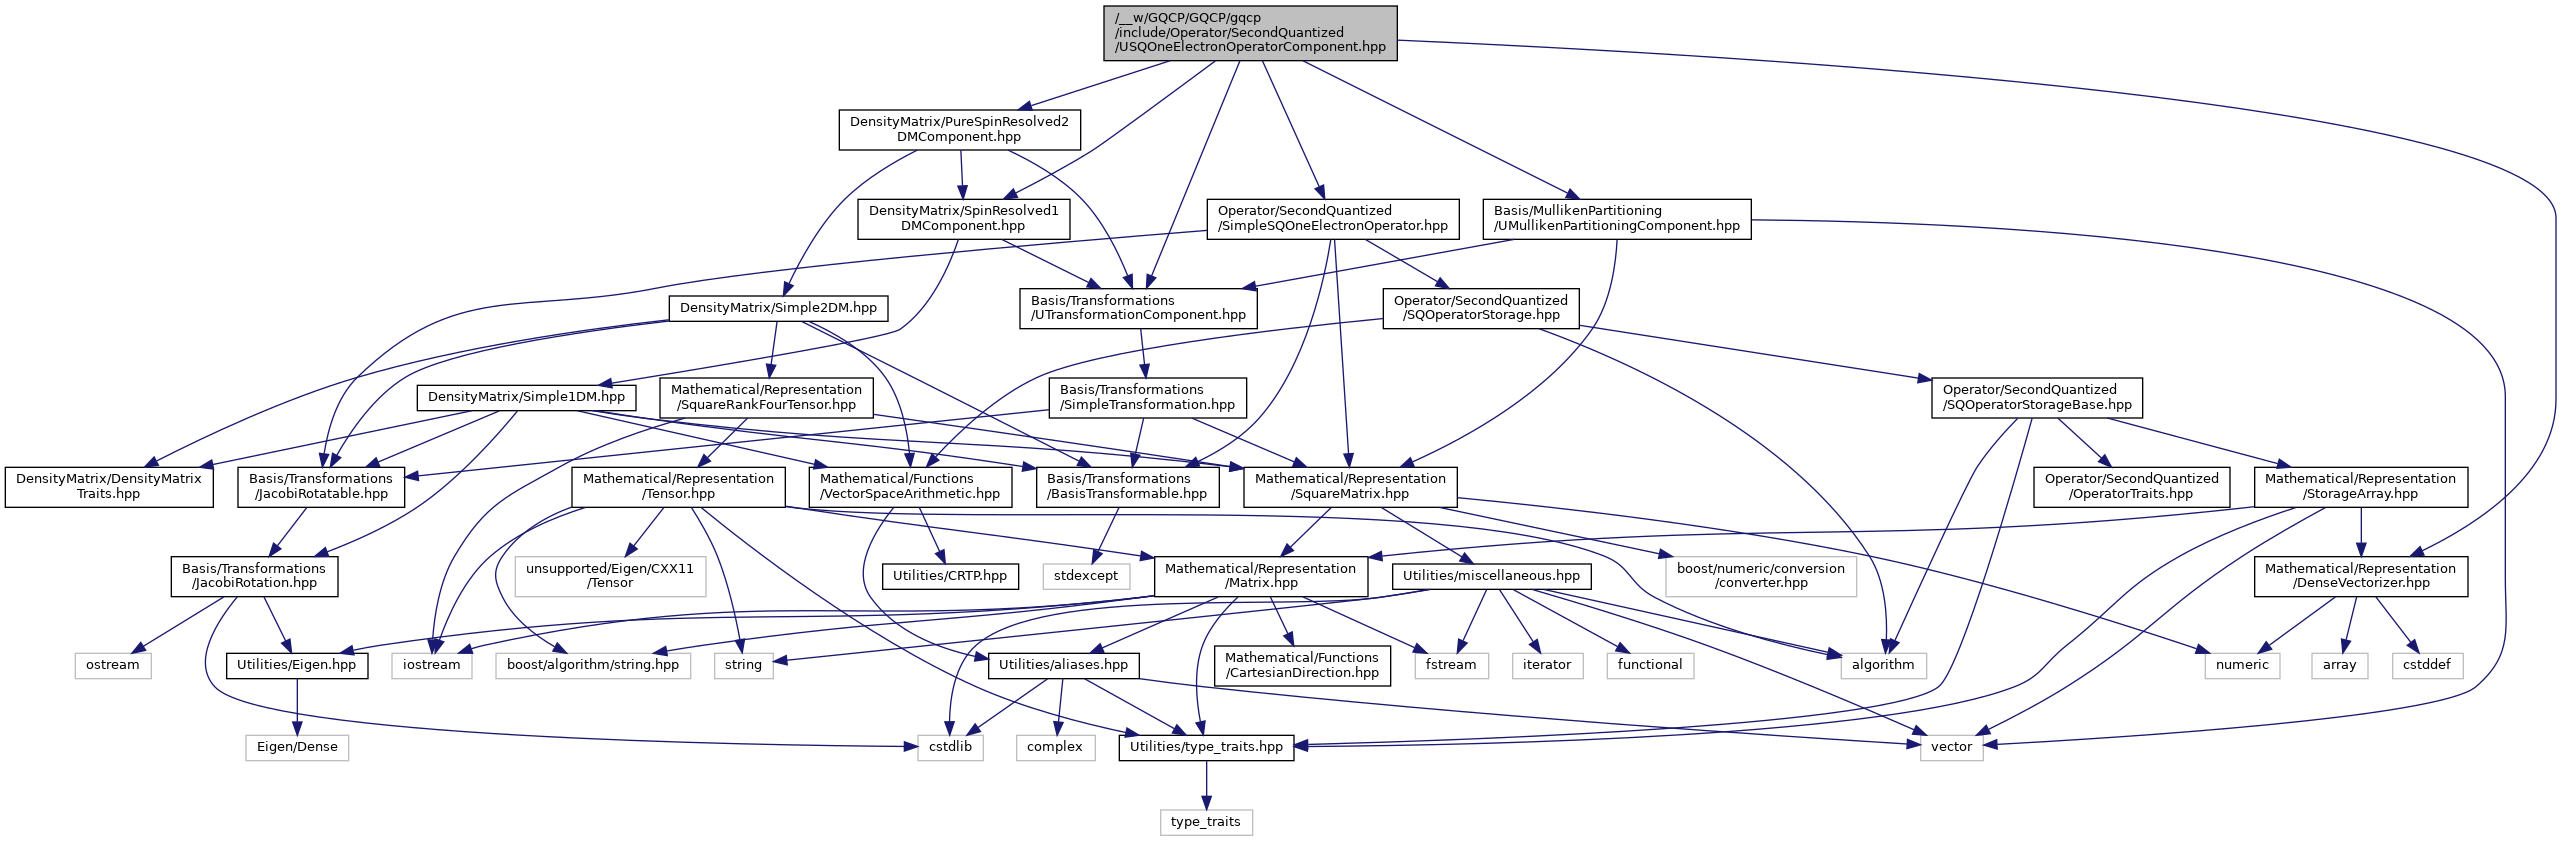 /__w/GQCP/GQCP/gqcp
/include/Operator/SecondQuantized
/USQOneElectronOperatorComponent.hpp
DensityMatrix/PureSpinResolved2
DMComponent.hpp
DensityMatrix/SpinResolved1
DMComponent.hpp
Operator/SecondQuantized
/SimpleSQOneElectronOperator.hpp
Basis/MullikenPartitioning
/UMullikenPartitioningComponent.hpp
DensityMatrix/Simple2DM.hpp
Basis/Transformations
/UTransformationComponent.hpp
Operator/SecondQuantized
/SQOperatorStorage.hpp
DensityMatrix/Simple1DM.hpp
Mathematical/Representation
/SquareRankFourTensor.hpp
Basis/Transformations
/SimpleTransformation.hpp
Operator/SecondQuantized
/SQOperatorStorageBase.hpp
DensityMatrix/DensityMatrix
Traits.hpp
Basis/Transformations
/JacobiRotatable.hpp
Mathematical/Representation
/Tensor.hpp
Mathematical/Functions
/VectorSpaceArithmetic.hpp
Basis/Transformations
/BasisTransformable.hpp
Mathematical/Representation
/SquareMatrix.hpp
Operator/SecondQuantized
/OperatorTraits.hpp
Mathematical/Representation
/StorageArray.hpp
Basis/Transformations
/JacobiRotation.hpp
unsupported/Eigen/CXX11
/Tensor
Utilities/CRTP.hpp
stdexcept
Mathematical/Representation
/Matrix.hpp
Utilities/miscellaneous.hpp
boost/numeric/conversion
/converter.hpp
Mathematical/Representation
/DenseVectorizer.hpp
ostream
Utilities/Eigen.hpp
iostream
boost/algorithm/string.hpp
string
Utilities/aliases.hpp
Mathematical/Functions
/CartesianDirection.hpp
fstream
iterator
functional
algorithm
numeric
array
cstddef
Eigen/Dense
cstdlib
complex
Utilities/type_traits.hpp
vector
type_traits